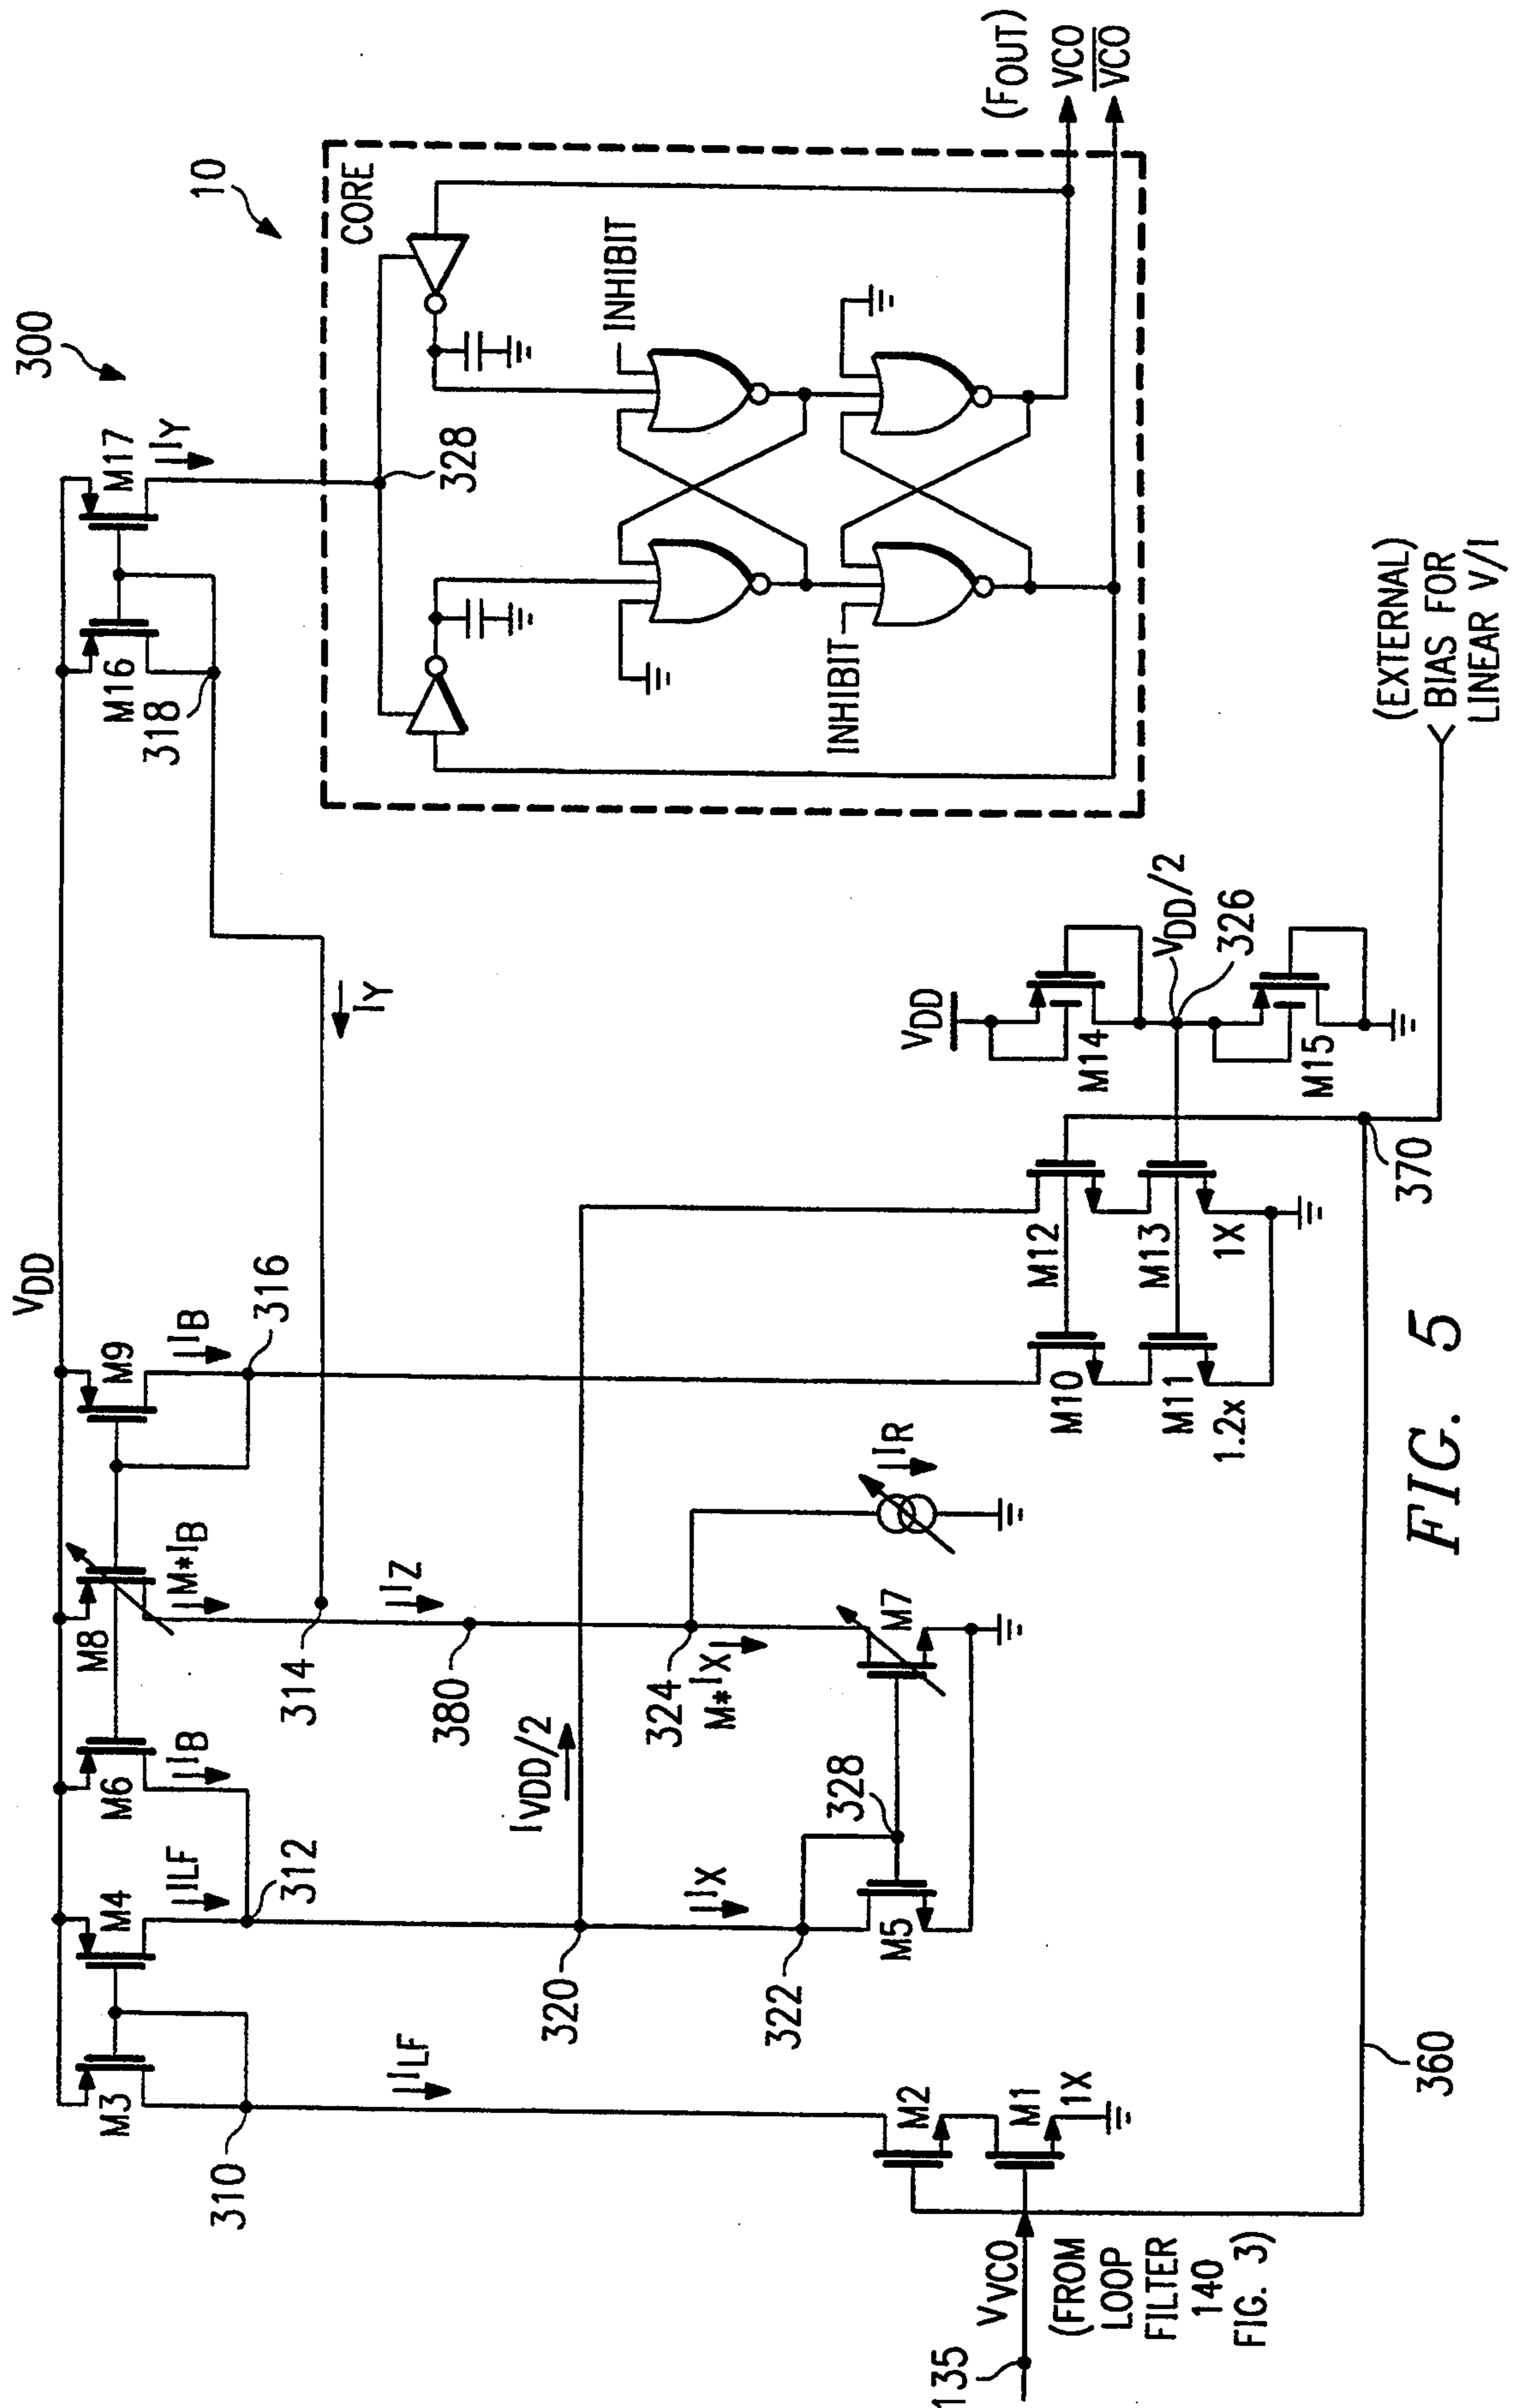 300
10
VDD
M3
M4
M6
M8
M9
M16
M17
ILF
IB
M*IB
IB
IY
310
312
314
316
318
ILF
IY
IZ
380
CORE
328
INHIBIT
INHIBIT
(FOUT)
VCO
VCO
320
IVDD/2
IX
322
328
M5
324
M*IX
M7
IR
M10
M12
M11
M13
1.2x
1X
VDD
M14
VDD/2
326
M15
370
M2
M1
1X
360
135
VVCO
(FROM
LOOP
FILTER
140
FIG. 3)
(EXTERNAL)
BIAS FOR
LINEAR V/I
FIG. 5